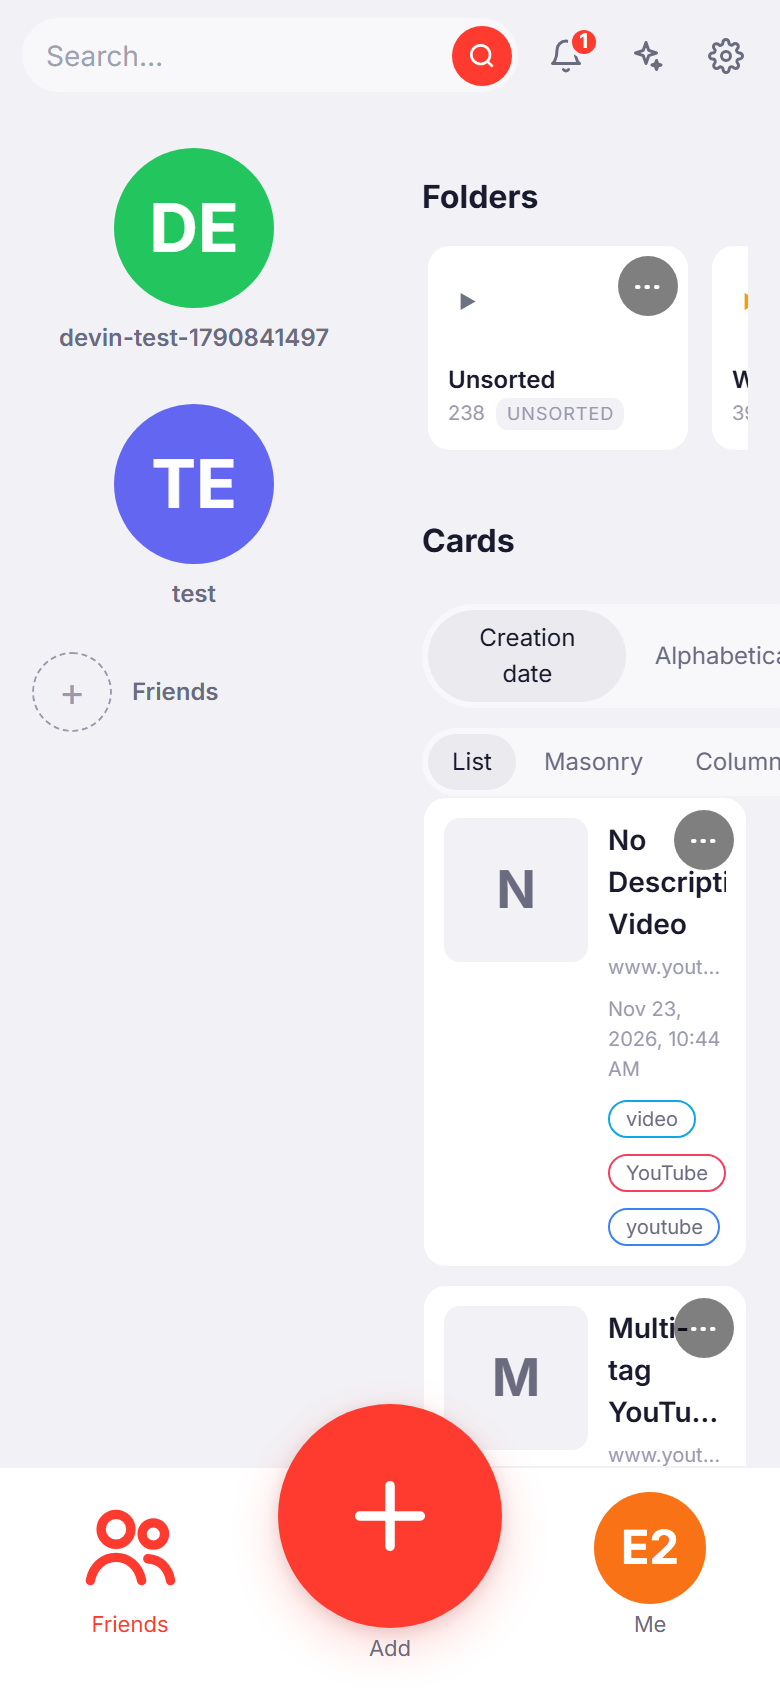 Search...
1
DE
devin-test-1790841497
TE
test
+
Friends
Folders
Unsorted
238 UNSORTED
Cards
Creation
date
Alphabetica
List
Masonry
Column
N
No
Descripti
Video
www.yout...
Nov 23,
2026, 10:44
AM
video
YouTube
youtube
M
Multi-
tag
YouTu...
www.yout...
Friends
Add
E2
Me